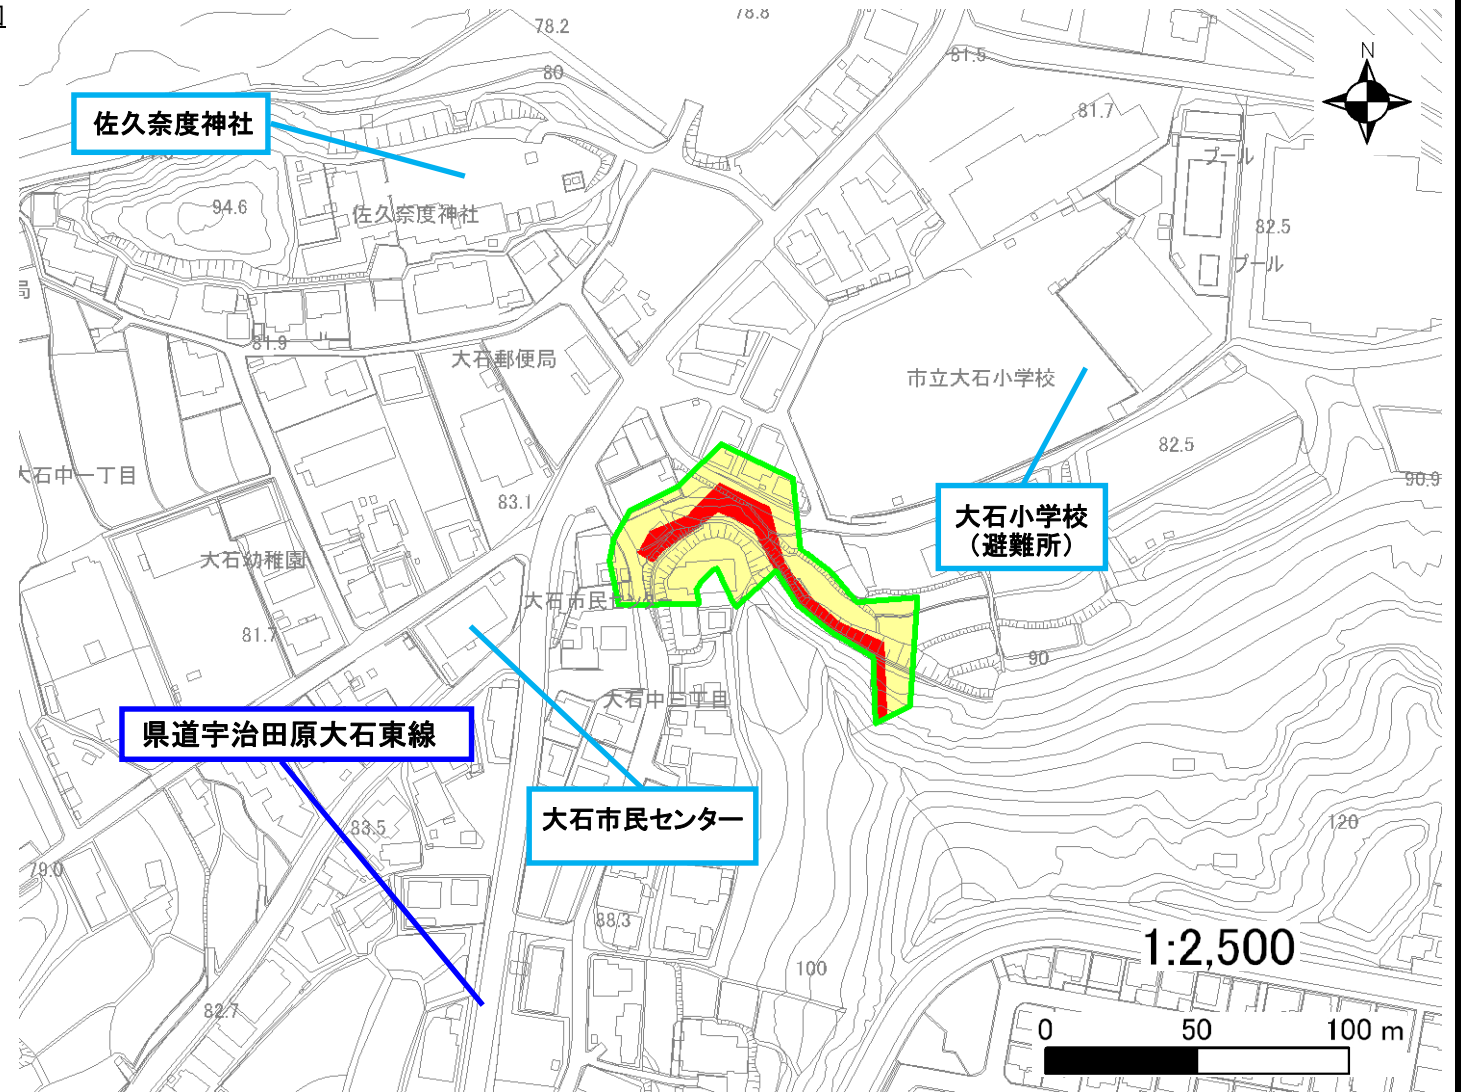 78.2
78.8
80
81.5
N
81.7
佐久奈度神社
プール
94.6
佐久奈度神社
82.5
プール
局
81.9
大石郵便局
市立大石小学校
82.5
大石中一丁目
90.9
83.1
大石小学校
（避難所）
大石幼稚園
大石市民センター
81.7
90
大石中三丁目
県道宇治田原大石東線
大石市民センター
83.5
120
79.0
88.3
1:2,500
100
82.7
0 50 100 m